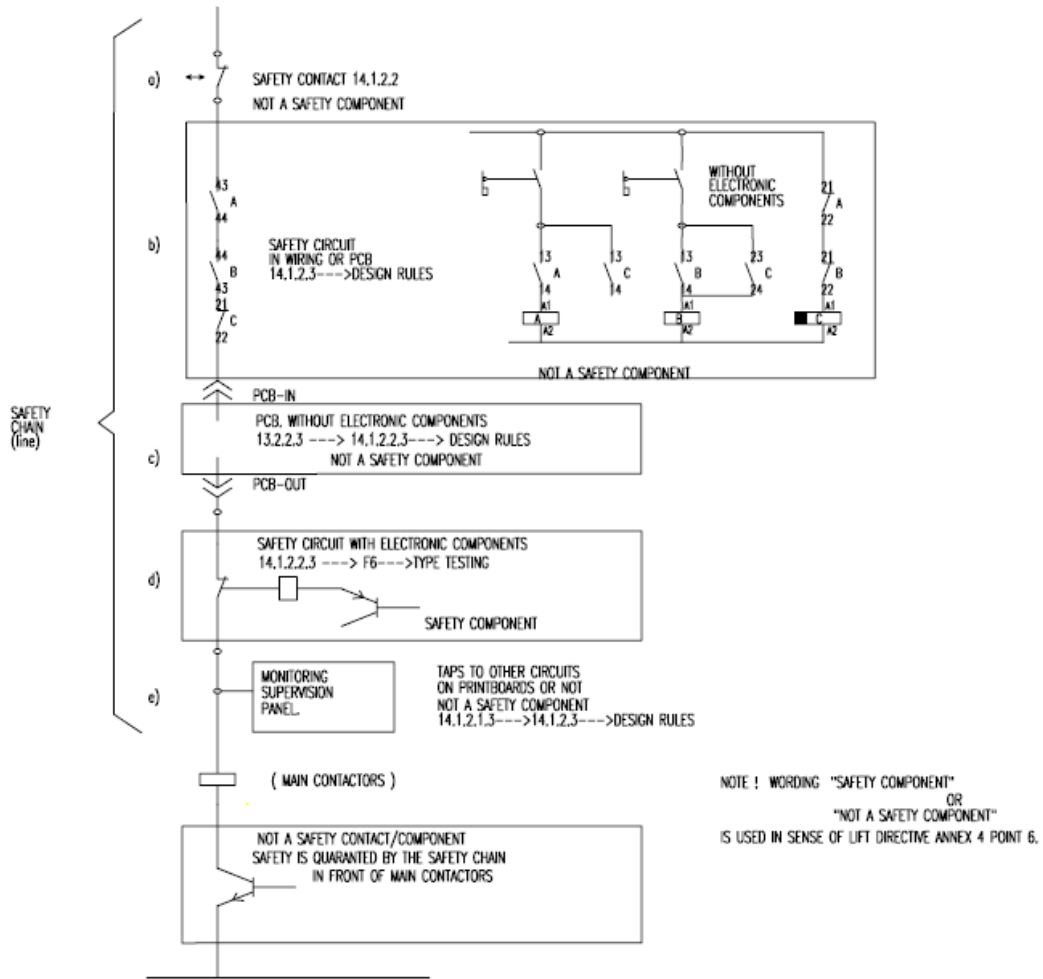 a)
SAFETY CONTACT 14.1.2.2
NOT A SAFETY COMPONENT
43
A
44
b)
44
B
43
21
C
22
SAFETY CIRCUIT
IN WIRING OR PCB
14.1.2.3--->DESIGN RULES
WITHOUT
ELECTRONIC
COMPONENTS
13
A
14
C
13
14
A1
A
A2
13
B
14
23
C
24
A1
B
A2
21
A
22
21
B
22
A1
C
A2
NOT A SAFETY COMPONENT
PCB-IN
SAFETY
CHAIN
(line)
c)
PCB. WITHOUT ELECTRONIC COMPONENTS
13.2.2.3 ---> 14.1.2.2.3---> DESIGN RULES
NOT A SAFETY COMPONENT
PCB-OUT
d)
SAFETY CIRCUIT WITH ELECTRONIC COMPONENTS
14.1.2.2.3 ---> F6--->TYPE TESTING
SAFETY COMPONENT
e)
MONITORING
SUPERVISION
PANEL.
TAPS TO OTHER CIRCUITS
ON PRINTBOARDS OR NOT
NOT A SAFETY COMPONENT
14.1.2.1.3--->14.1.2.3--->DESIGN RULES
( MAIN CONTACTORS )
NOT A SAFETY CONTACT/COMPONENT
SAFETY IS QUARANTED BY THE SAFETY CHAIN
IN FRONT OF MAIN CONTACTORS
NOTE ! WORDING "SAFETY COMPONENT"
OR
"NOT A SAFETY COMPONENT"
IS USED IN SENSE OF LIFT DIRECTIVE ANNEX 4 POINT 6.